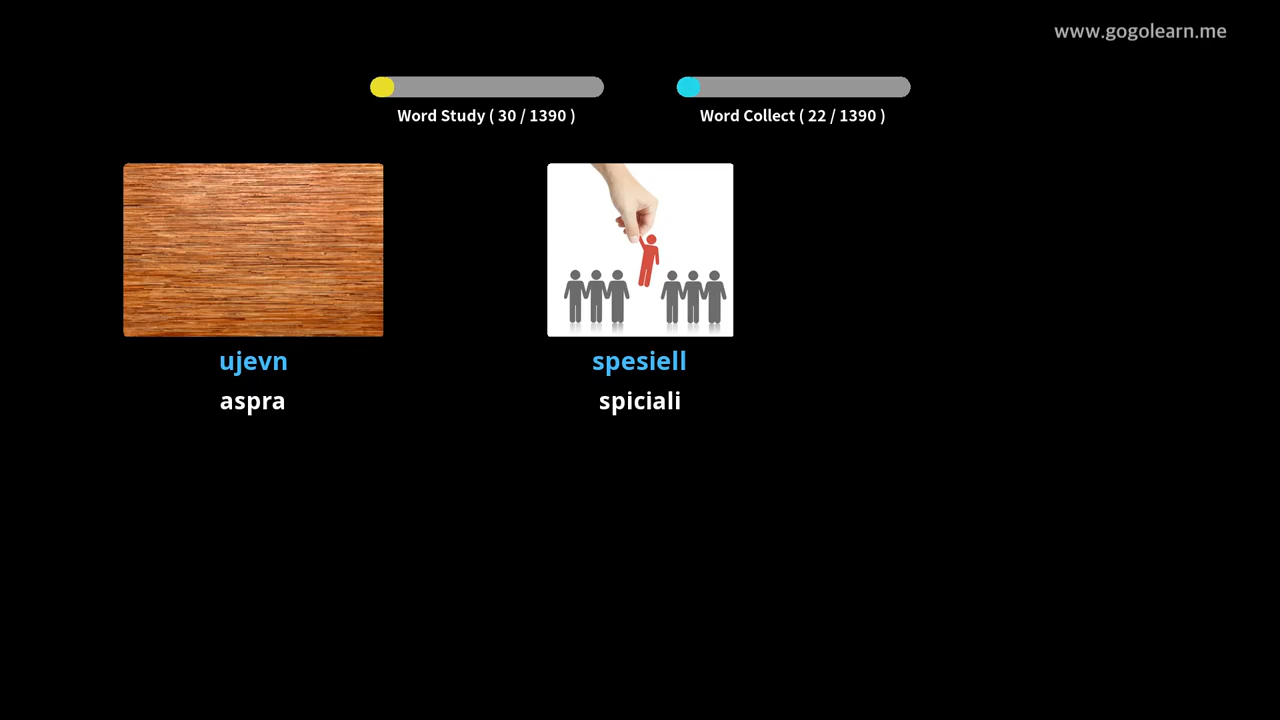 www.gogolearn.me
Word Study ( 30 / 1390 )
Word Collect ( 22 / 1390 )
ujevn
spesiell
aspra
spiciali